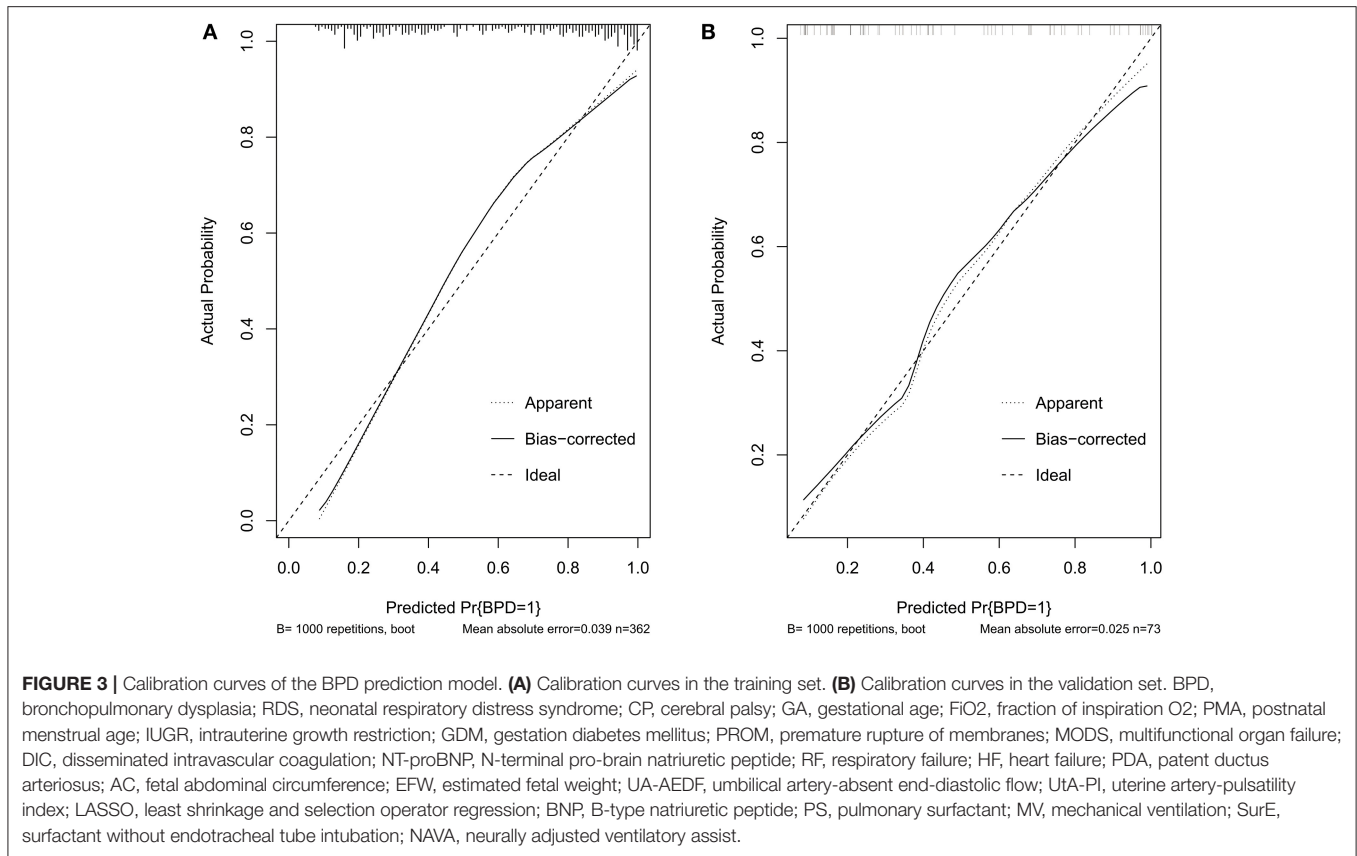 A
Actual Probability
1.0
0.8
0.6
0.4
0.2
0.0
Apparent
Bias−corrected
Ideal
0.0 0.2 0.4 0.6 0.8 1.0
Predicted Pr{BPD=1}
B= 1000 repetitions, boot Mean absolute error=0.039 n=362
B
Actual Probability
1.0
0.8
0.6
0.4
0.2
Apparent
Bias−corrected
Ideal
0.2 0.4 0.6 0.8 1.0
Predicted Pr{BPD=1}
B= 1000 repetitions, boot Mean absolute error=0.025 n=73
FIGURE 3 | Calibration curves of the BPD prediction model. (A) Calibration curves in the training set. (B) Calibration curves in the validation set. BPD,
bronchopulmonary dysplasia; RDS, neonatal respiratory distress syndrome; CP, cerebral palsy; GA, gestational age; FiO2, fraction of inspiration O2; PMA, postnatal
menstrual age; IUGR, intrauterine growth restriction; GDM, gestation diabetes mellitus; PROM, premature rupture of membranes; MODS, multifunctional organ failure;
DIC, disseminated intravascular coagulation; NT-proBNP, N-terminal pro-brain natriuretic peptide; RF, respiratory failure; HF, heart failure; PDA, patent ductus
arteriosus; AC, fetal abdominal circumference; EFW, estimated fetal weight; UA-AEDF, umbilical artery-absent end-diastolic flow; UtA-PI, uterine artery-pulsatility
index; LASSO, least shrinkage and selection operator regression; BNP, B-type natriuretic peptide; PS, pulmonary surfactant; MV, mechanical ventilation; SurE,
surfactant without endotracheal tube intubation; NAVA, neurally adjusted ventilatory assist.